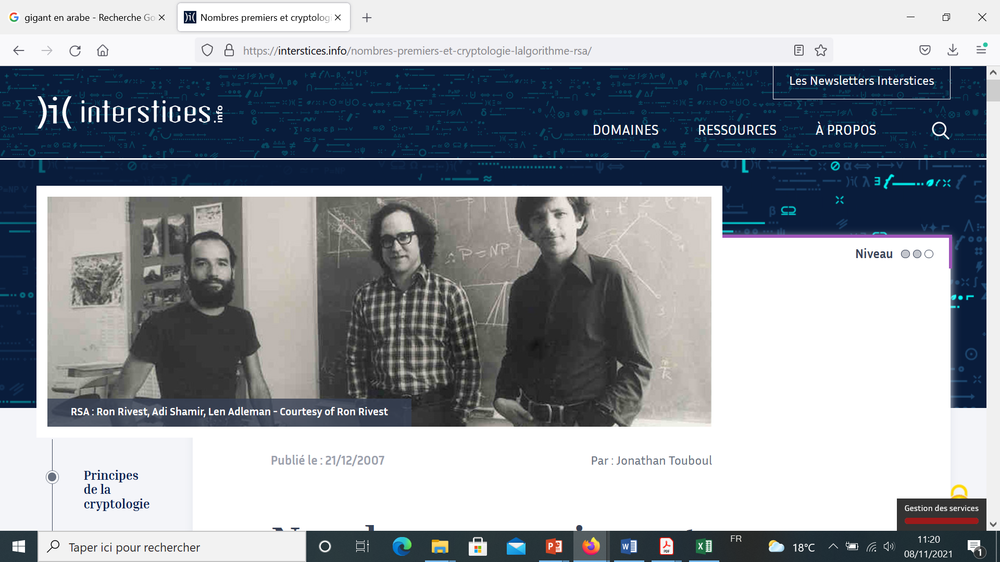 gigant en arabe - Recherche Go
Nombres premiers et cryptologi
https://interstices.info/nombres-premiers-et-cryptologie-lalgorithme-rsa/
Les Newsletters Interstices
)i( interstices.info
DOMAINES RESSOURCES À PROPOS
Niveau
∴ P=NP
RSA : Ron Rivest, Adi Shamir, Len Adleman - Courtesy of Ron Rivest
Publié le : 21/12/2007
Par : Jonathan Touboul
Principes
de la
cryptologie
Gestion des services
Taper ici pour rechercher
FR
18°C
11:20
08/11/2021
1